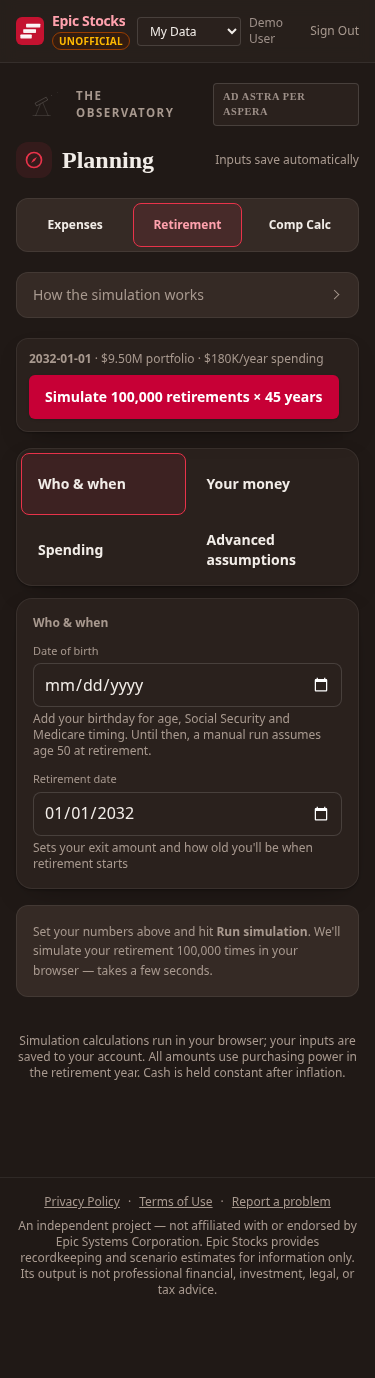 Epic Stocks
UNOFFICIAL
My Data
Demo
User
Sign Out
THE
OBSERVATORY
AD ASTRA PER
ASPERA
Planning
Inputs save automatically
Expenses
Retirement
Comp Calc
How the simulation works
2032-01-01 · $9.50M portfolio · $180K/year spending
Simulate 100,000 retirements × 45 years
Who & when
Your money
Spending
Advanced
assumptions
Who & when
Date of birth
mm/dd/yyyy
Add your birthday for age, Social Security and
Medicare timing. Until then, a manual run assumes
age 50 at retirement.
Retirement date
01/01/2032
Sets your exit amount and how old you'll be when
retirement starts
Set your numbers above and hit Run simulation. We'll
simulate your retirement 100,000 times in your
browser — takes a few seconds.
Simulation calculations run in your browser; your inputs are
saved to your account. All amounts use purchasing power in
the retirement year. Cash is held constant after inflation.
Privacy Policy · Terms of Use · Report a problem
An independent project — not affiliated with or endorsed by
Epic Systems Corporation. Epic Stocks provides
recordkeeping and scenario estimates for information only.
Its output is not professional financial, investment, legal, or
tax advice.